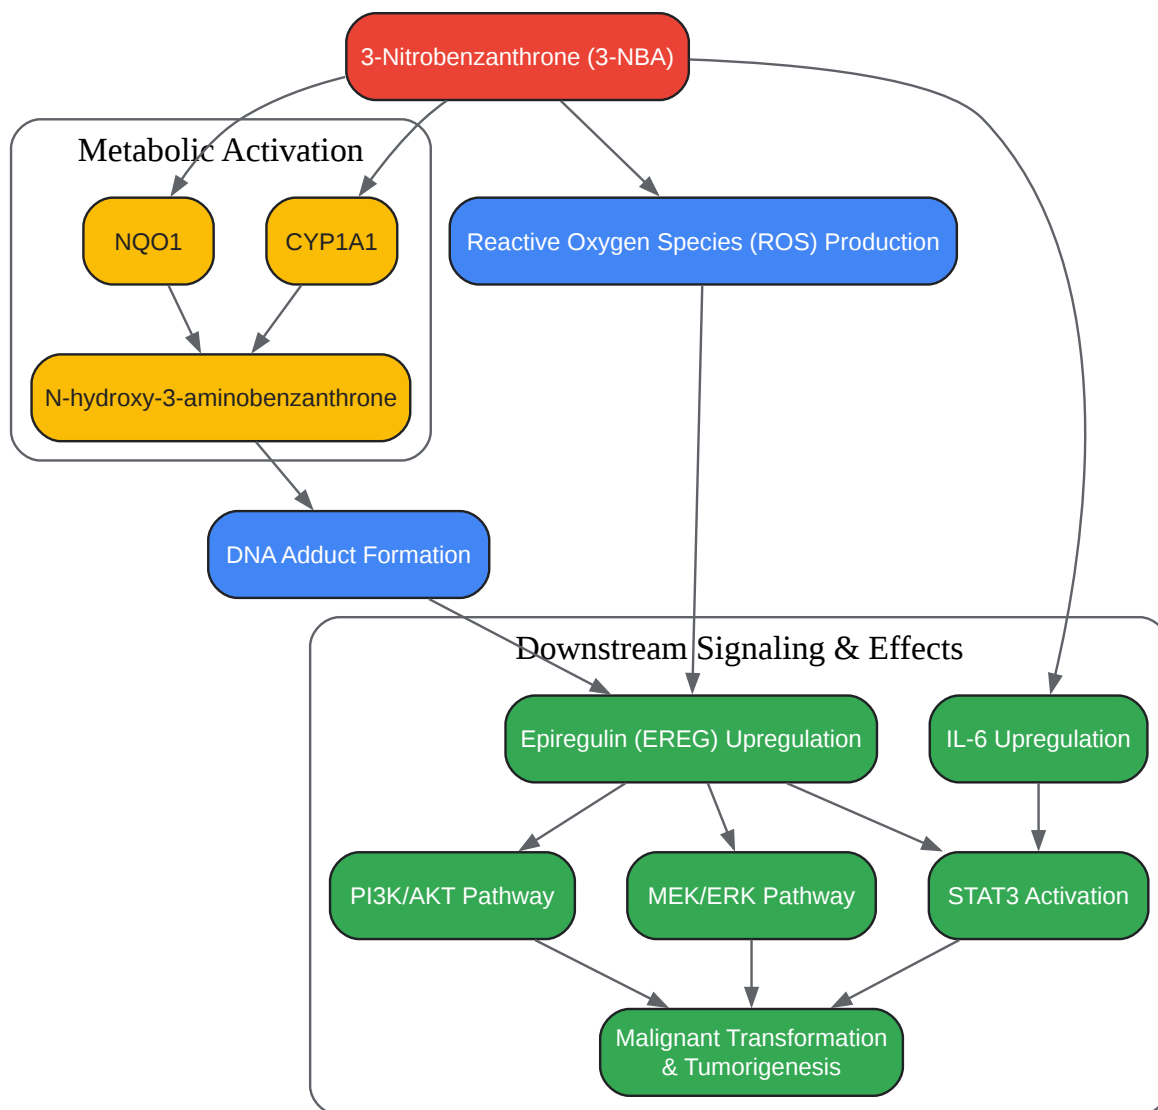 3-Nitrobenzanthrone (3-NBA)
Metabolic Activation
NQO1
CYP1A1
Reactive Oxygen Species (ROS) Production
N-hydroxy-3-aminobenzanthrone
DNA Adduct Formation
Downstream Signaling & Effects
Epiregulin (EREG) Upregulation
IL-6 Upregulation
PI3K/AKT Pathway
MEK/ERK Pathway
STAT3 Activation
Malignant Transformation
& Tumorigenesis